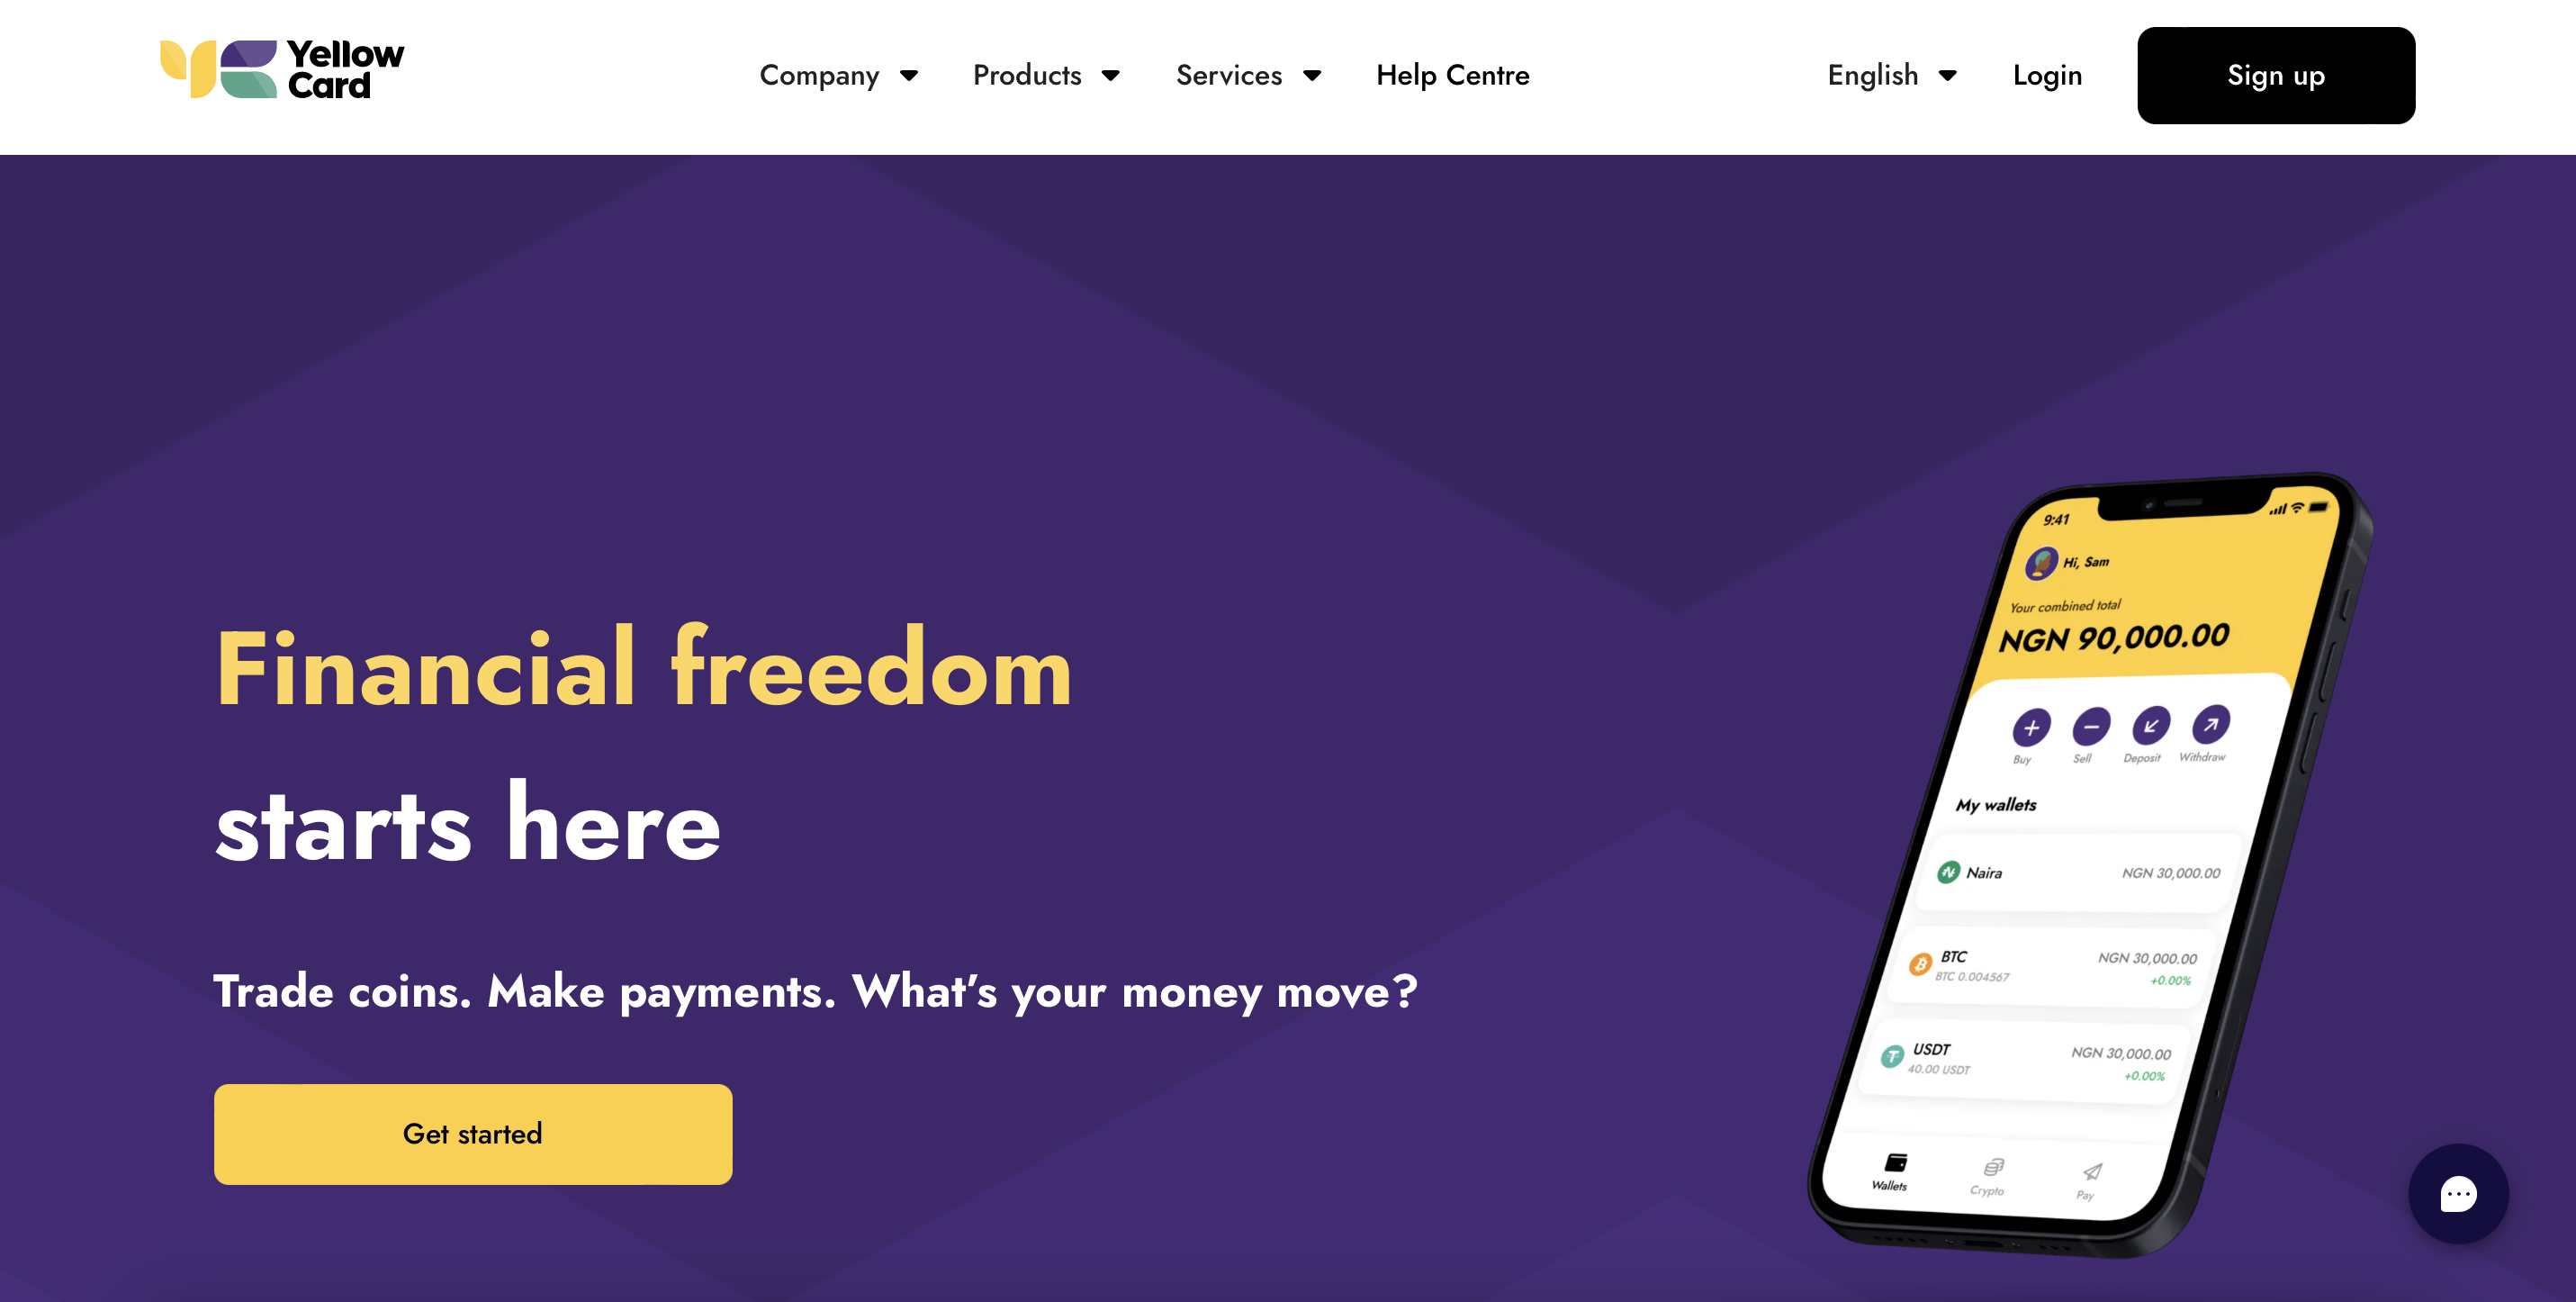 Yellow
Card
Company
Products
Services
Help Centre
English
Login
Sign up
Financial freedom
starts here
Trade coins. Make payments. What's your money move?
Get started
9:41
Hi, Sam
Your combined total
NGN 90,000.00
Buy
Sell
Deposit
Withdraw
My wallets
Naira
NGN 30,000.00
BTC
NGN 30,000.00
BTC 0.004567
+0.00%
USDT
NGN 30,000.00
40.00 USDT
+0.00%
Wallets
Crypto
Pay